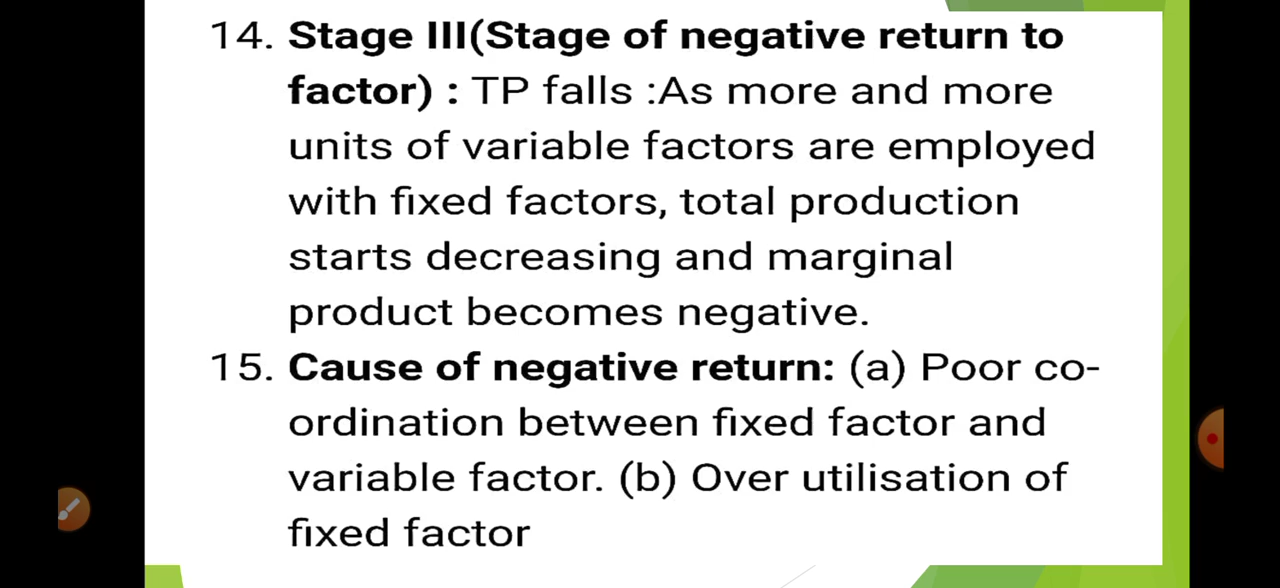 14. Stage III(Stage of negative return to
factor) : TP falls :As more and more
units of variable factors are employed
with fixed factors, total production
starts decreasing and marginal
product becomes negative.
15. Cause of negative return: (a) Poor co-
ordination between fixed factor and
variable factor. (b) Over utilisation of
fixed factor